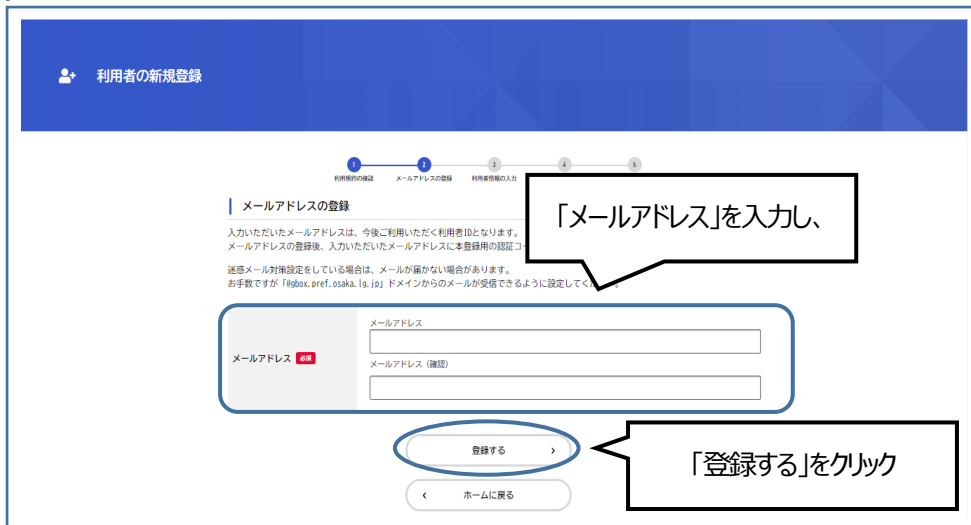 利用者の新規登録
1 2 3 4 5
利用規約の確認 メールアドレスの登録 利用者情報の入力
メールアドレスの登録
「メールアドレス」を入力し、
入力いただいたメールアドレスは、今後ご利用いただく利用者IDとなります。
メールアドレスの登録後、入力いただいたメールアドレスに本登録用の認証コー
迷惑メール対策設定をしている場合は、メールが届かない場合があります。
お手数ですが「@gbox.pref.osaka.lg.jp」ドメインからのメールが受信できるように設定してく
メールアドレス
メールアドレス 必須
メールアドレス（確認）
登録する
「登録する」をクリック
ホームに戻る